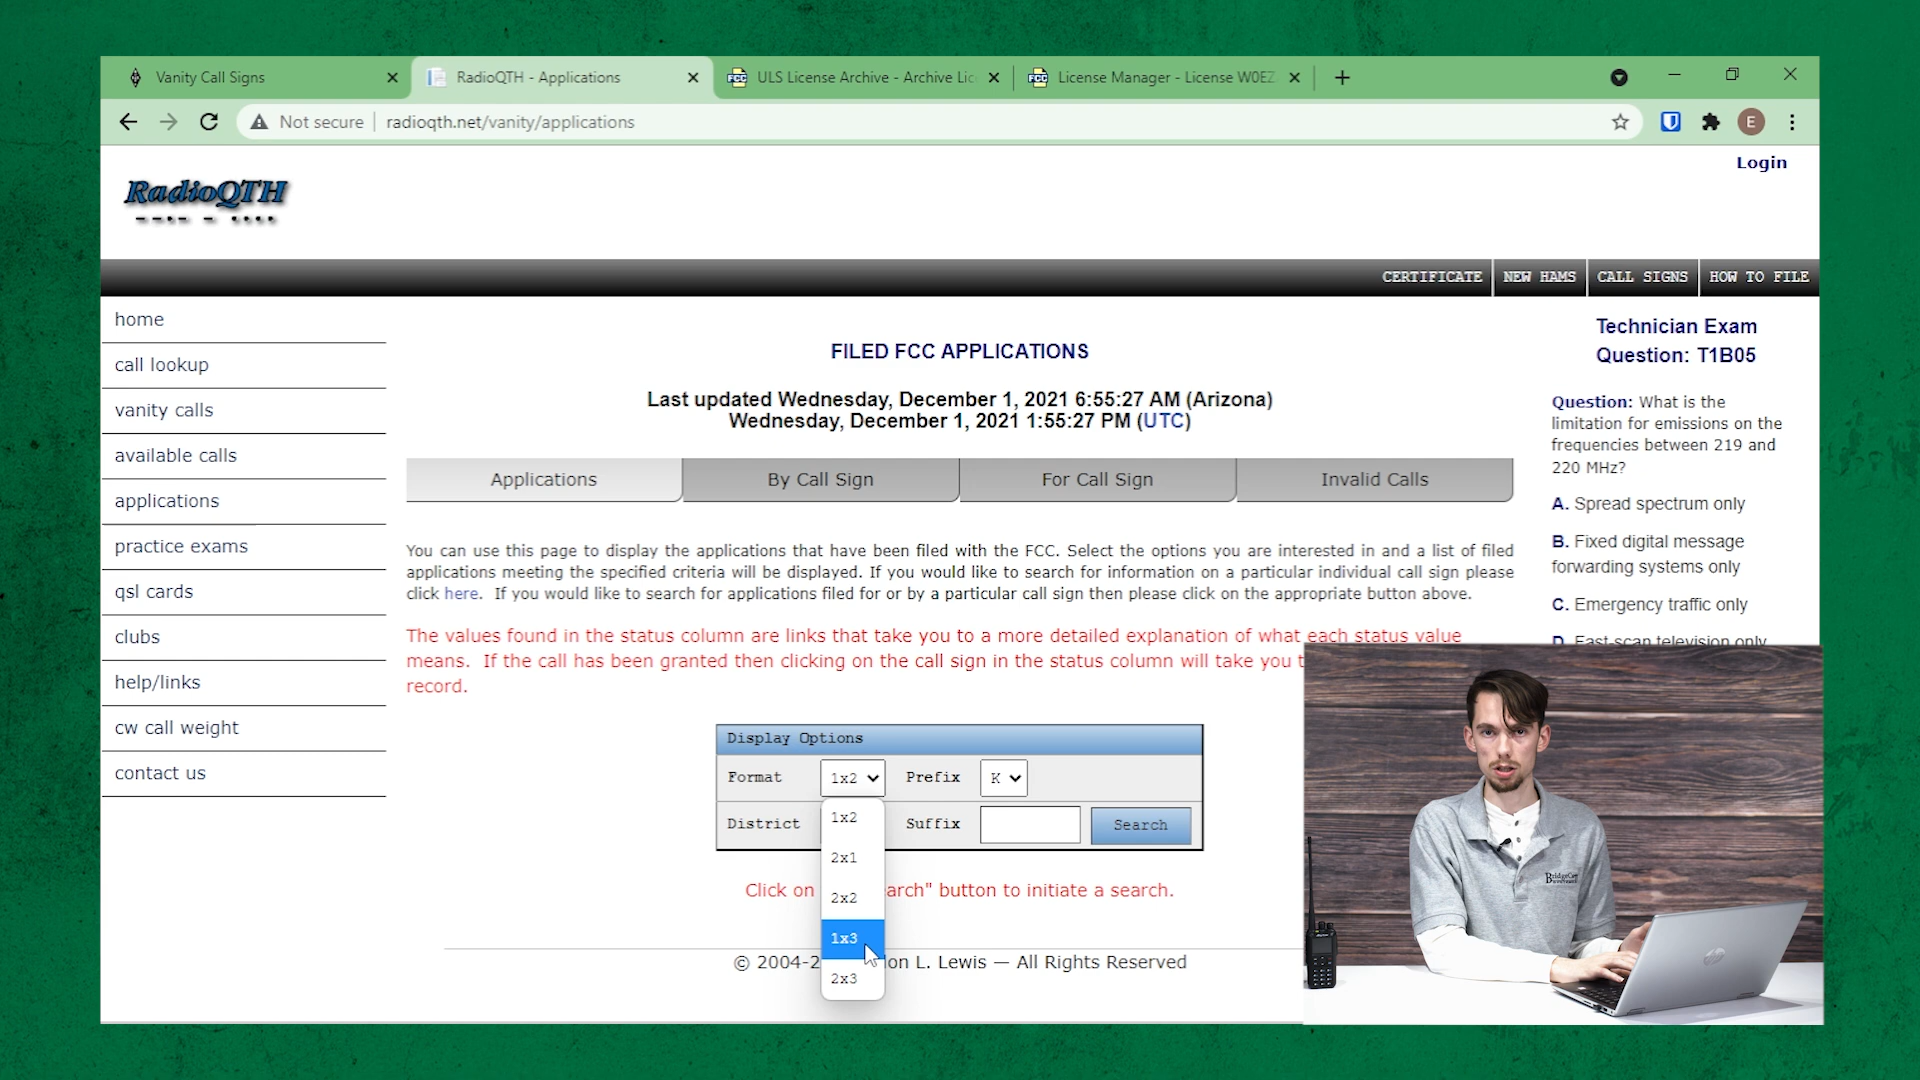 Vanity Call Signs
RadioQTH - Applications
ULS License Archive - Archive Lic
License Manager - License W0EZ
Not secure
radioqth.net/vanity/applications
E
Login
RadioQTH
CERTIFICATE
NEW HAMS
CALL SIGNS
HOW TO FILE
home
call lookup
vanity calls
available calls
applications
practice exams
qsl cards
clubs
help/links
cw call weight
contact us
FILED FCC APPLICATIONS
Last updated Wednesday, December 1, 2021 6:55:27 AM (Arizona)
Wednesday, December 1, 2021 1:55:27 PM (UTC)
Applications
By Call Sign
For Call Sign
Invalid Calls
You can use this page to display the applications that have been filed with the FCC. Select the options you are interested in and a list of filed
applications meeting the specified criteria will be displayed. If you would like to search for information on a particular individual call sign please
click here. If you would like to search for applications filed for or by a particular call sign then please click on the appropriate button above.
The values found in the status column are links that take you to a more detailed explanation of what each status value
means. If the call has been granted then clicking on the call sign in the status column will take you t
record.
Display Options
Format 1x2 Prefix K
District Suffix Search
1x2
2x1
2x2
1x3
2x3
Click on arch" button to initiate a search.
© 2004-2 on L. Lewis — All Rights Reserved
Technician Exam
Question: T1B05
Question: What is the
limitation for emissions on the
frequencies between 219 and
220 MHz?
A. Spread spectrum only
B. Fixed digital message
forwarding systems only
C. Emergency traffic only
D. Fast-scan television only
FCC
FCC
hp